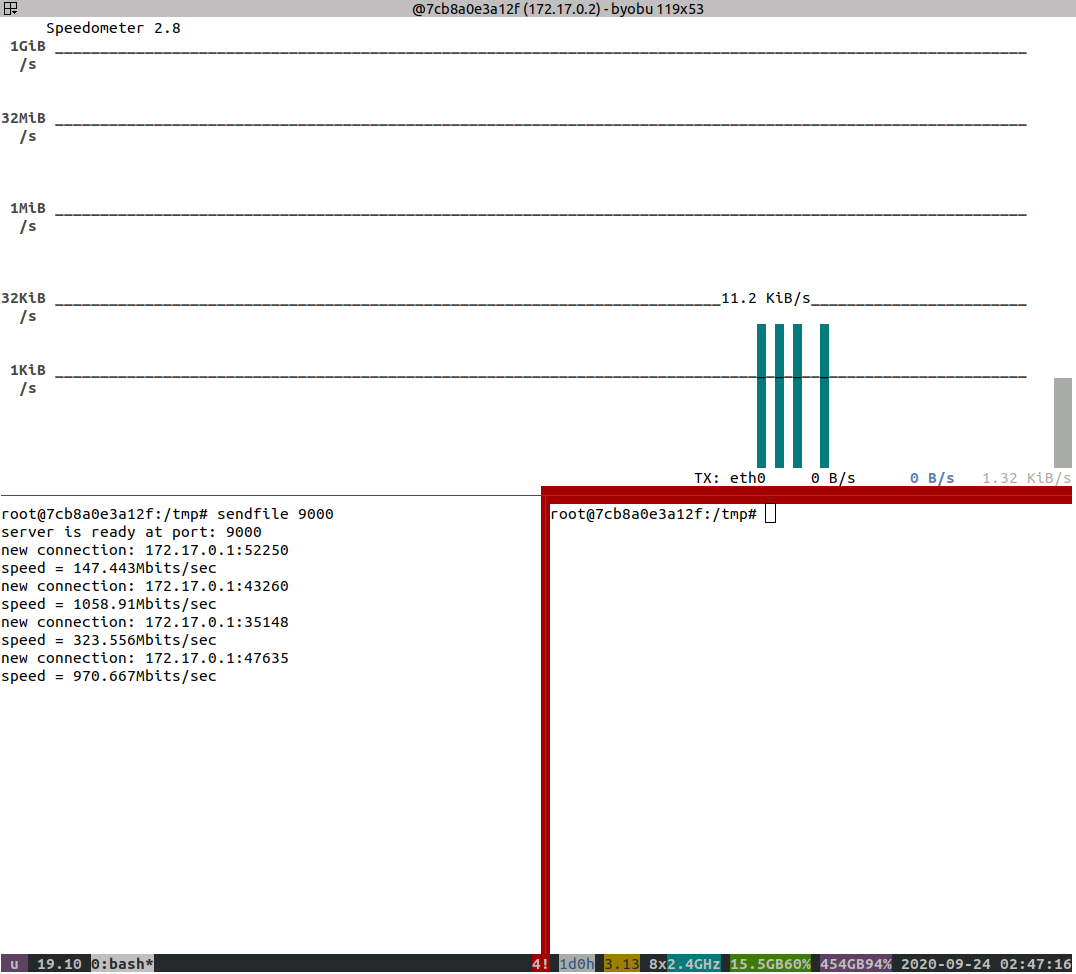 @7cb8a0e3a12f (172.17.0.2) - byobu 119x53
Speedometer 2.8
1GiB
/s
32MiB
/s
1MiB
/s
32KiB 11.2 KiB/s
/s
1KiB
/s
TX: eth0 0 B/s 0 B/s 1.32 KiB/s
root@7cb8a0e3a12f:/tmp# sendfile 9000
server is ready at port: 9000
new connection: 172.17.0.1:52250
speed = 147.443Mbits/sec
new connection: 172.17.0.1:43260
speed = 1058.91Mbits/sec
new connection: 172.17.0.1:35148
speed = 323.556Mbits/sec
new connection: 172.17.0.1:47635
speed = 970.667Mbits/sec
root@7cb8a0e3a12f:/tmp#
u 19.10 0:bash* 4! 1d0h 3.13 8x2.4GHz 15.5GB60% 454GB94% 2020-09-24 02:47:16